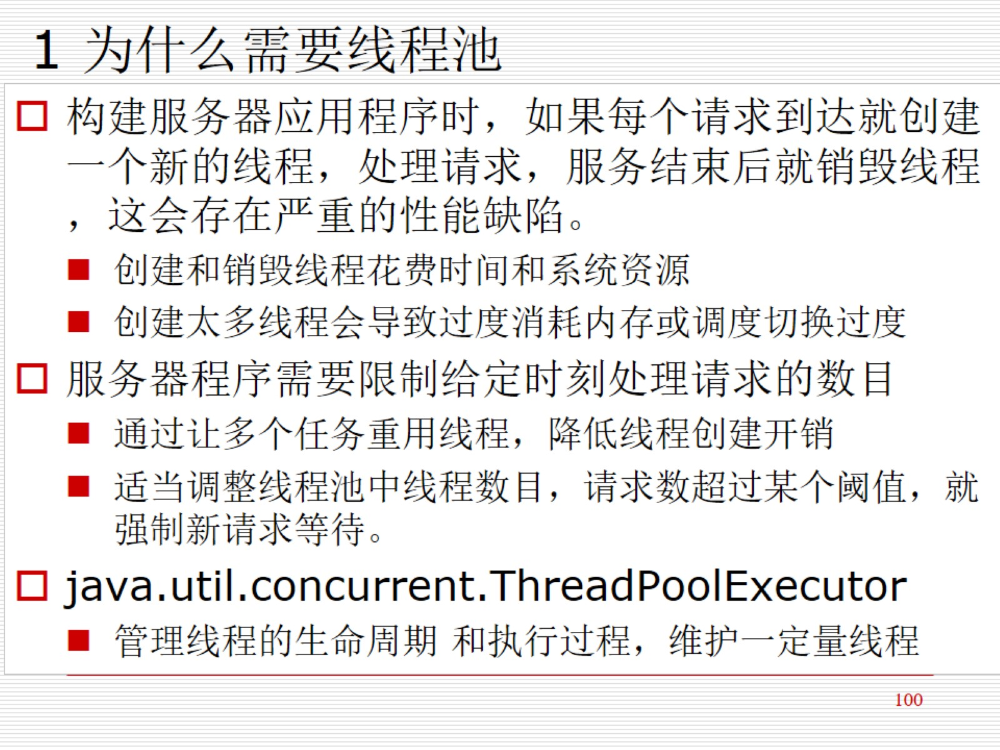 1 为什么需要线程池
构建服务器应用程序时，如果每个请求到达就创建
一个新的线程，处理请求，服务结束后就销毁线程
，这会存在严重的性能缺陷。
创建和销毁线程花费时间和系统资源
创建太多线程会导致过度消耗内存或调度切换过度
服务器程序需要限制给定时刻处理请求的数目
通过让多个任务重用线程，降低线程创建开销
适当调整线程池中线程数目，请求数超过某个阈值，就
强制新请求等待。
java.util.concurrent.ThreadPoolExecutor
管理线程的生命周期 和执行过程，维护一定量线程
100